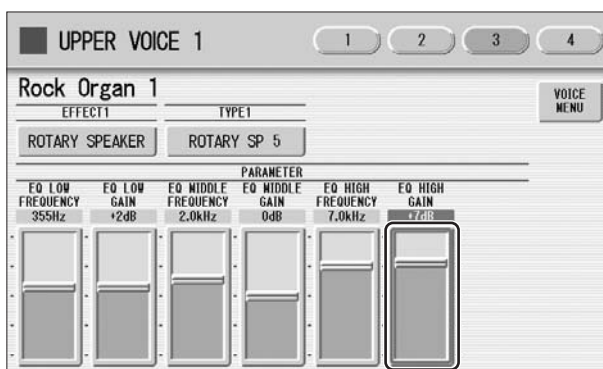 UPPER VOICE 1
1 2 3 4
Rock Organ 1
VOICE MENU
EFFECT1 TYPE1
ROTARY SPEAKER ROTARY SP 5
PARAMETER
EQ LOW FREQUENCY EQ LOW GAIN EQ MIDDLE FREQUENCY EQ MIDDLE GAIN EQ HIGH FREQUENCY EQ HIGH GAIN
355Hz +2dB 2.0kHz 0dB 7.0kHz +7dB